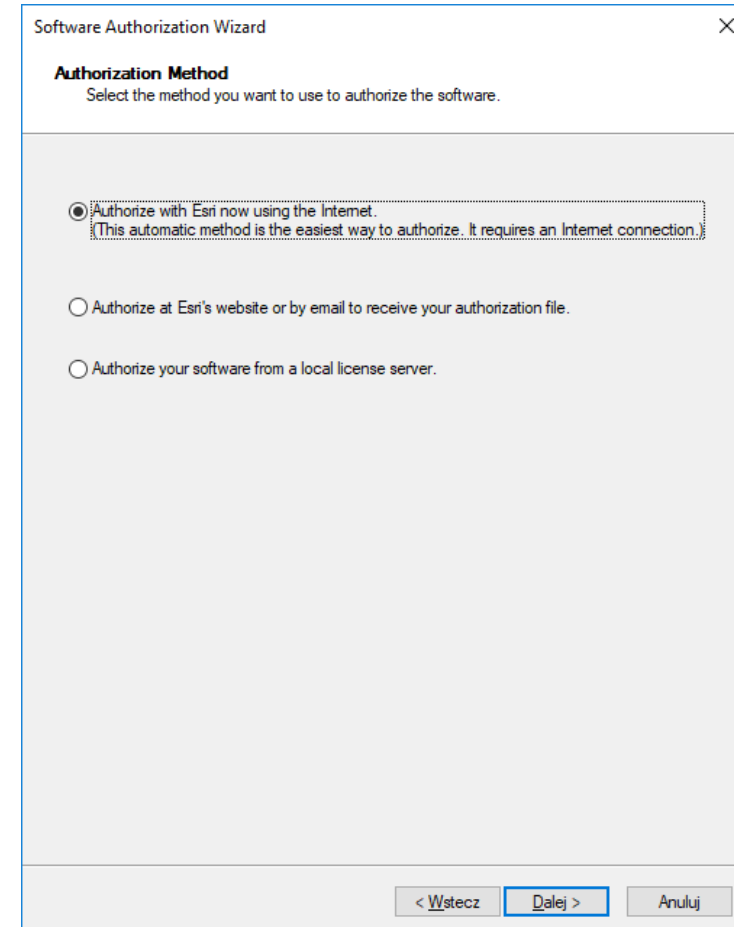 Software Authorization Wizard
Authorization Method
Select the method you want to use to authorize the software.
Authorize with Esri now using the Internet.
(This automatic method is the easiest way to authorize. It requires an Internet connection.)
Authorize at Esri's website or by email to receive your authorization file.
Authorize your software from a local license server.
< Wstecz Dalej > Anuluj